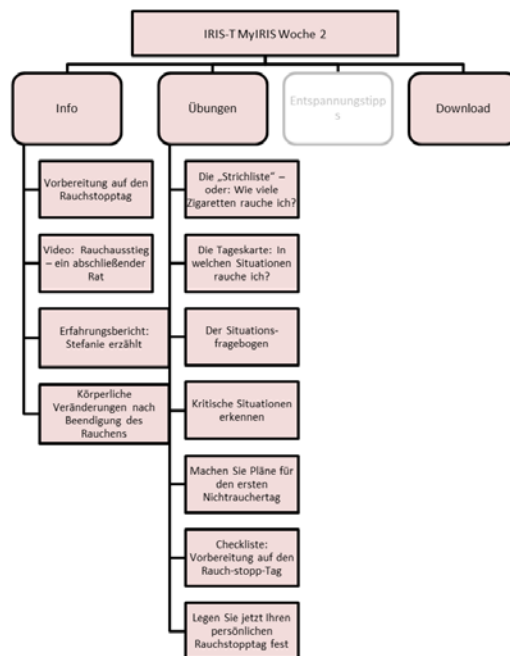 IRIS-T MyIRIS Woche 2
Info
Übungen
Entspannungstipp
s
Download
Vorbereitung auf den
Rauchstopptag
Video: Rauchausstieg
– ein abschließender
Rat
Erfahrungsbericht:
Stefanie erzählt
Körperliche
Veränderungen nach
Beendigung des
Rauchens
Die „Strichliste“ –
oder: Wie viele
Zigaretten rauche ich?
Die Tageskarte: In
welchen Situationen
rauche ich?
Der Situations-
fragebogen
Kritische Situationen
erkennen
Machen Sie Pläne für
den ersten
Nichtrauchertag
Checkliste:
Vorbereitung auf den
Rauch-stopp-Tag
Legen Sie jetzt Ihren
persönlichen
Rauchstopptag fest